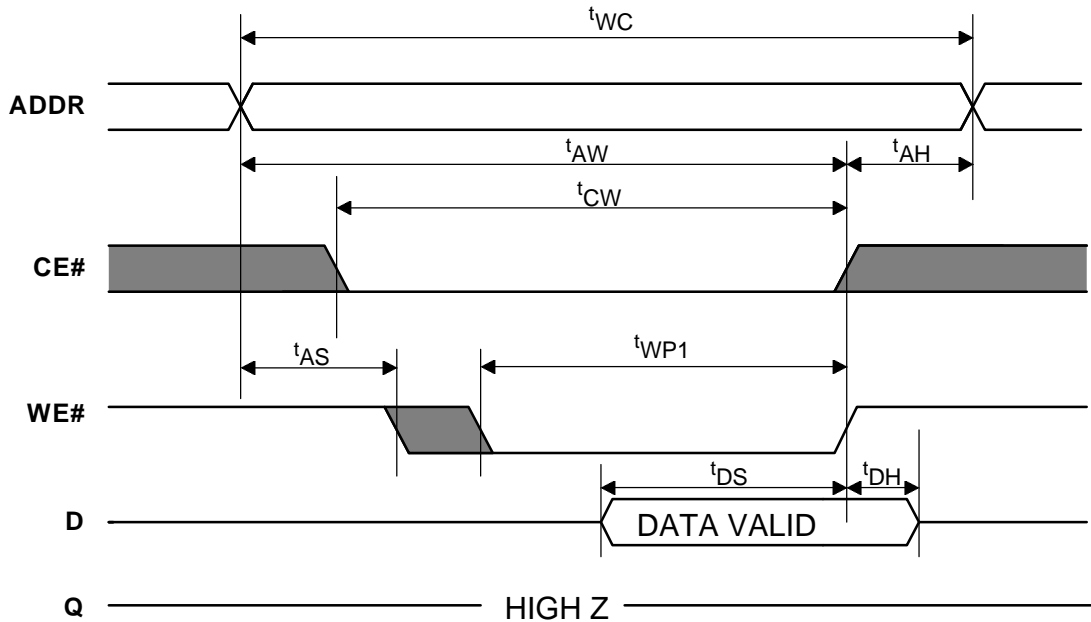 tWC
ADDR
tAW
tAH
tCW
CE#
tAS
tWP1
WE#
tDS
tDH
D
DATA VALID
Q
HIGH Z